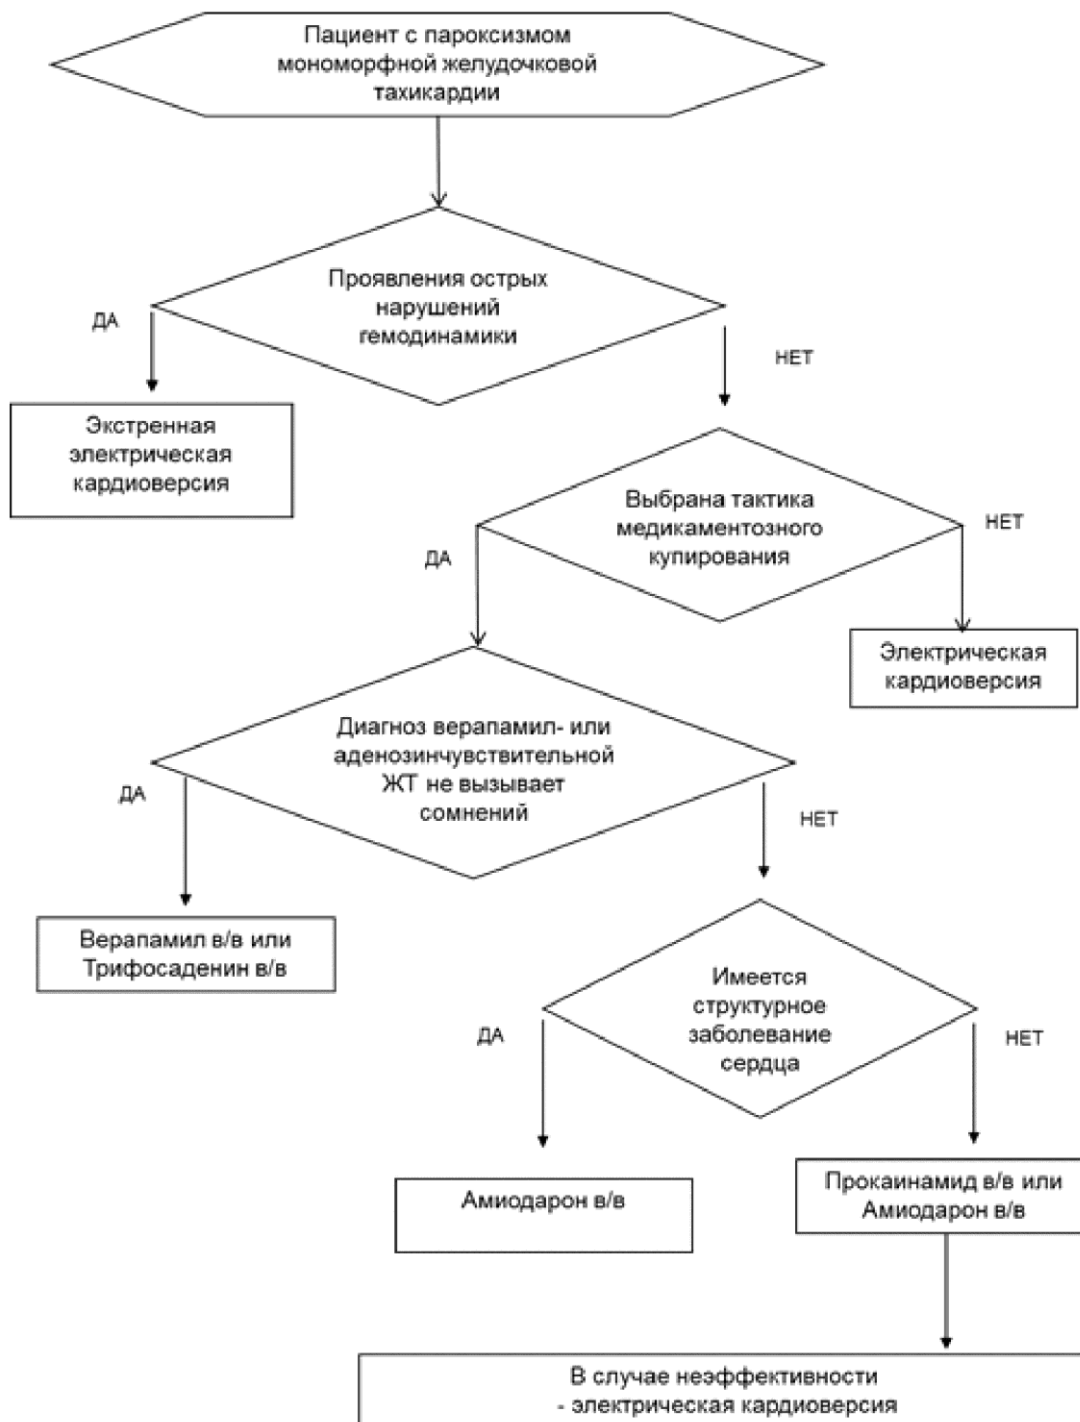 Пациент с пароксизмом
мономорфной желудочковой
тахикардии
Проявления острых
нарушений
гемодинамики
ДА
НЕТ
Экстренная
электрическая
кардиоверсия
Выбрана тактика
медикаментозного
купирования
ДА
НЕТ
Электрическая
кардиоверсия
Диагноз верапамил- или
аденозинчувствительной
ЖТ не вызывает
сомнений
ДА
НЕТ
Верапамил в/в или
Трифосаденин в/в
Имеется
структурное
заболевание
сердца
ДА
НЕТ
Амиодарон в/в
Прокаинамид в/в или
Амиодарон в/в
В случае неэффективности
- электрическая кардиоверсия